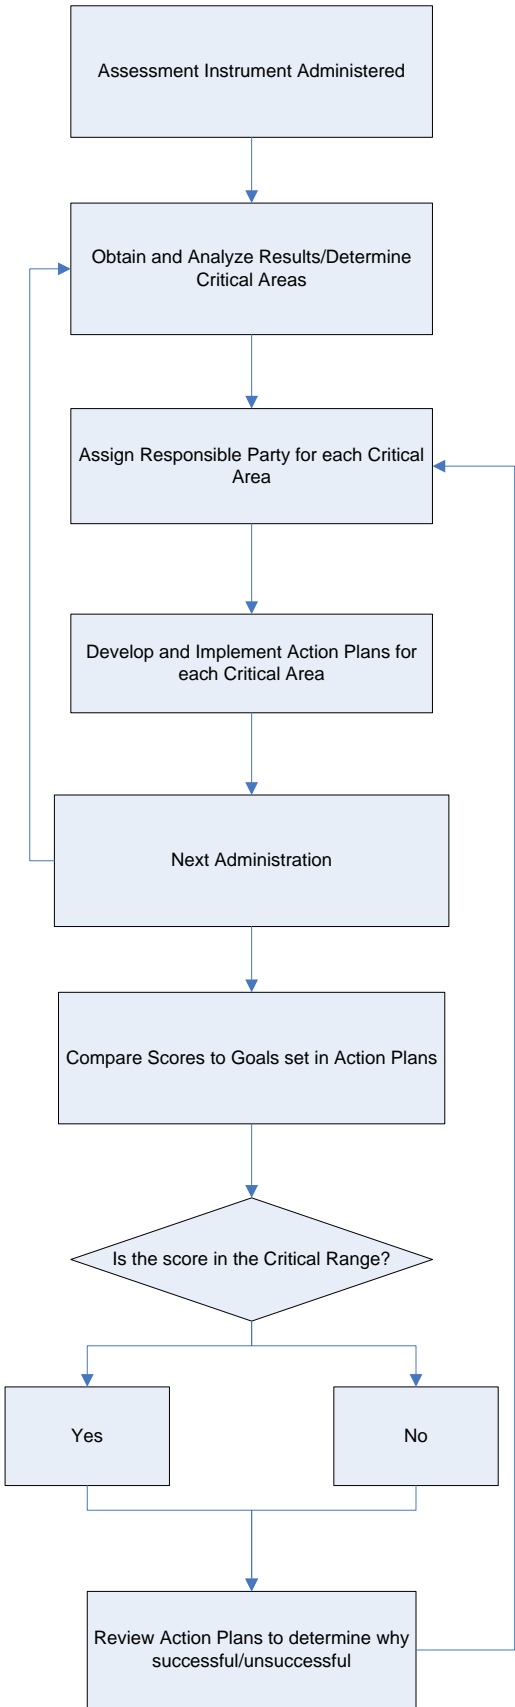 Assessment Instrument Administered
Obtain and Analyze Results/Determine
Critical Areas
Assign Responsible Party for each Critical
Area
Develop and Implement Action Plans for
each Critical Area
Next Administration
Compare Scores to Goals set in Action Plans
Is the score in the Critical Range?
Yes
No
Review Action Plans to determine why
successful/unsuccessful